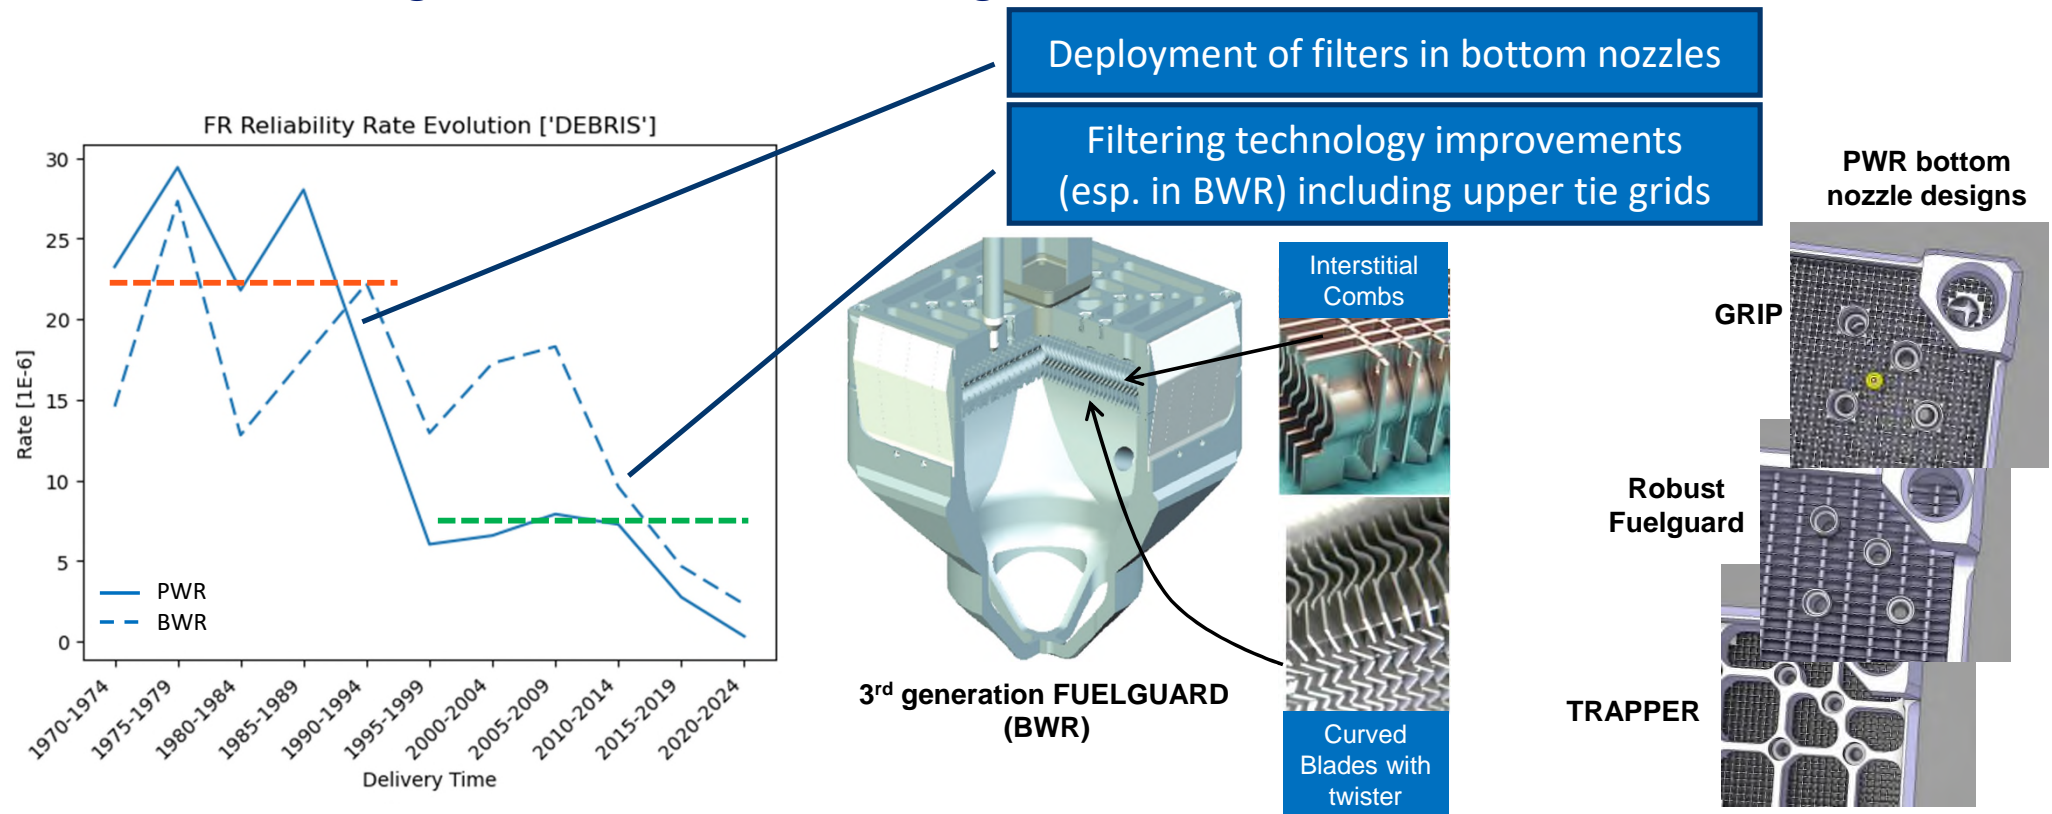 Deployment of filters in bottom nozzles
Filtering technology improvements
(esp. in BWR) including upper tie grids
FR Reliability Rate Evolution ['DEBRIS']
30
25
20
15
10
5
0
Rate [1E-6]
PWR
BWR
1970-1974
1975-1979
1980-1984
1985-1989
1990-1994
1995-1999
2000-2004
2005-2009
2010-2014
2015-2019
2020-2024
Delivery Time
Interstitial
Combs
3rd generation FUELGUARD
(BWR)
Curved
Blades with
twister
PWR bottom
nozzle designs
GRIP
Robust
Fuelguard
TRAPPER